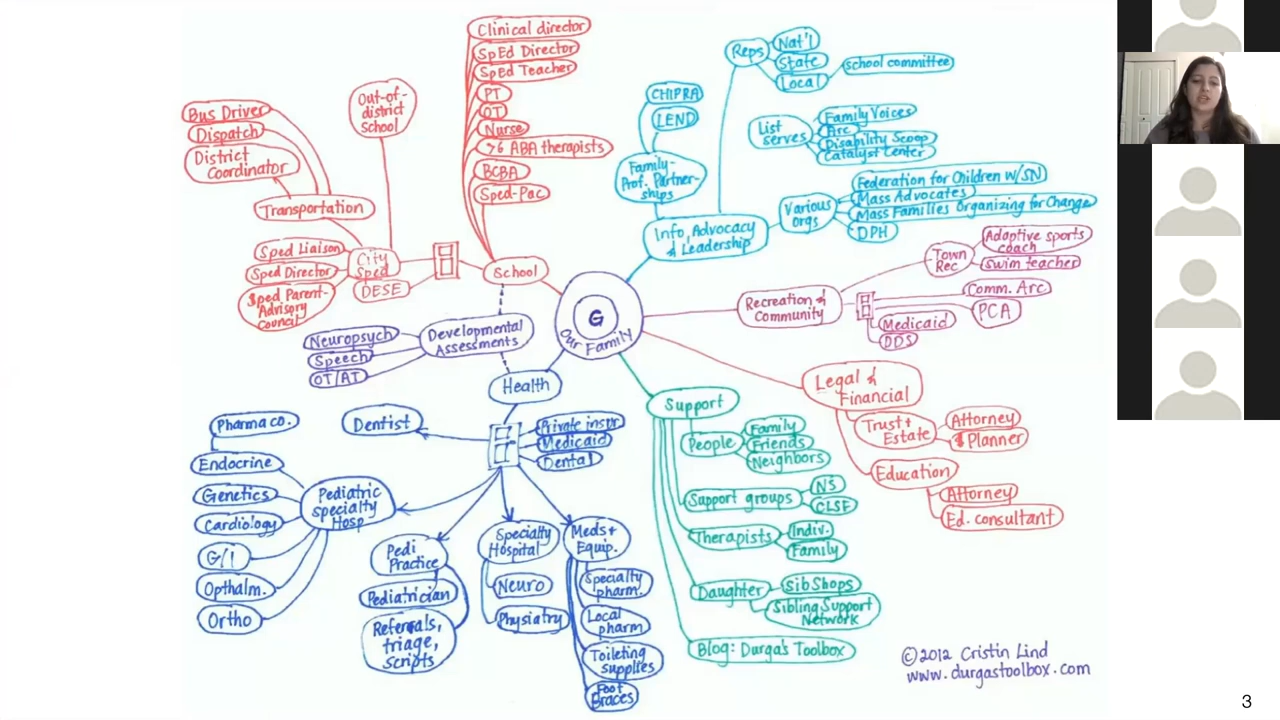 Clinical director
SpEd Director
SpEd Teacher
PT
OT
Nurse
>6 ABA therapists
BCBA
Sped-Pac
School
Out-of-
district
School
Bus Driver
Dispatch
District
Coordinator
Transportation
City
Sped
Sped Liaison
Sped Director
Sped Parent-
Advisory
Council
DESE
Developmental
Assessments
Neuropsych
Speech
OT/AT
Health
G
Our Family
Reps
Nat'l
State
Local
school committee
CHIPRA
LEND
Family-
Prof. Partner-
ships
List
serves
Family Voices
Arc
Disability Scoop
Catalyst Center
Info, Advocacy
& Leadership
Various
orgs
Federation for Children w/SN
Mass Advocates
Mass Families Organizing for Change
DPH
Recreation &
Community
Town
Rec
Adaptive sports
coach
swim teacher
Comm. Arc
PCA
Medicaid
DDS
Legal &
Financial
Trust +
Estate
Attorney
$ Planner
Education
Attorney
Ed. consultant
Support
People
Family
Friends
Neighbors
Support groups
NS
CLSE
Therapists
Indiv.
Family
Daughter
SibShops
Sibling Support
Network
Blog: Durga's Toolbox
Dentist
Private insur
Medicaid
Dental
Pharma co.
Endocrine
Genetics
Cardiology
G/I
Opthalm.
Ortho
Pediatric
specialty
Hosp
Pedi
Practice
Pediatrician
Referrals,
triage,
scripts
Specialty
Hospital
Neuro
Physiatry
Meds +
Equip.
Specialty
pharm.
Local
pharm
Toileting
supplies
Foot
Braces
©2012 Cristin Lind
www.durgastoolbox.com
3